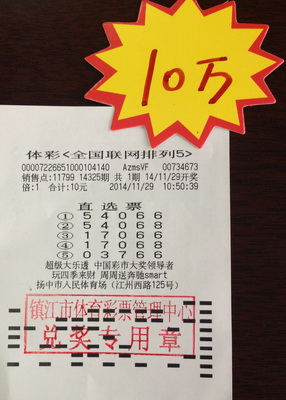 10万
体彩<全国联网排列5>
00007226651000104140 AzmsVF 00734673
销售点:11799 14325期 共1期 14/11/29开奖
倍:1 合计:10元 2014/11/29 10:50:39
直选票
① 5 4 0 6 6
② 5 4 0 6 8
③ 1 7 0 6 6
④ 1 7 0 6 8
⑤ 0 3 7 6 6
超级大乐透 中国彩市大奖领导者
玩四季来财 周周送奔驰smart
扬中市人民体育场(江州西路125号)
镇江市体育彩票管理中心
兑奖专用章